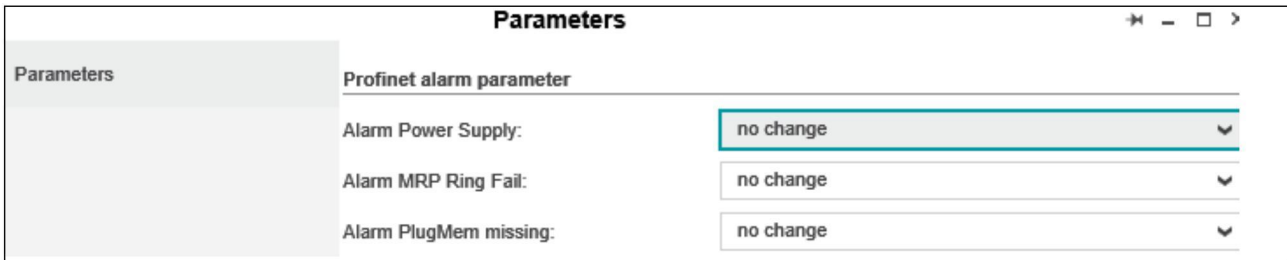 Parameters
Parameters
Profinet alarm parameter
Alarm Power Supply: no change
Alarm MRP Ring Fail: no change
Alarm PlugMem missing: no change